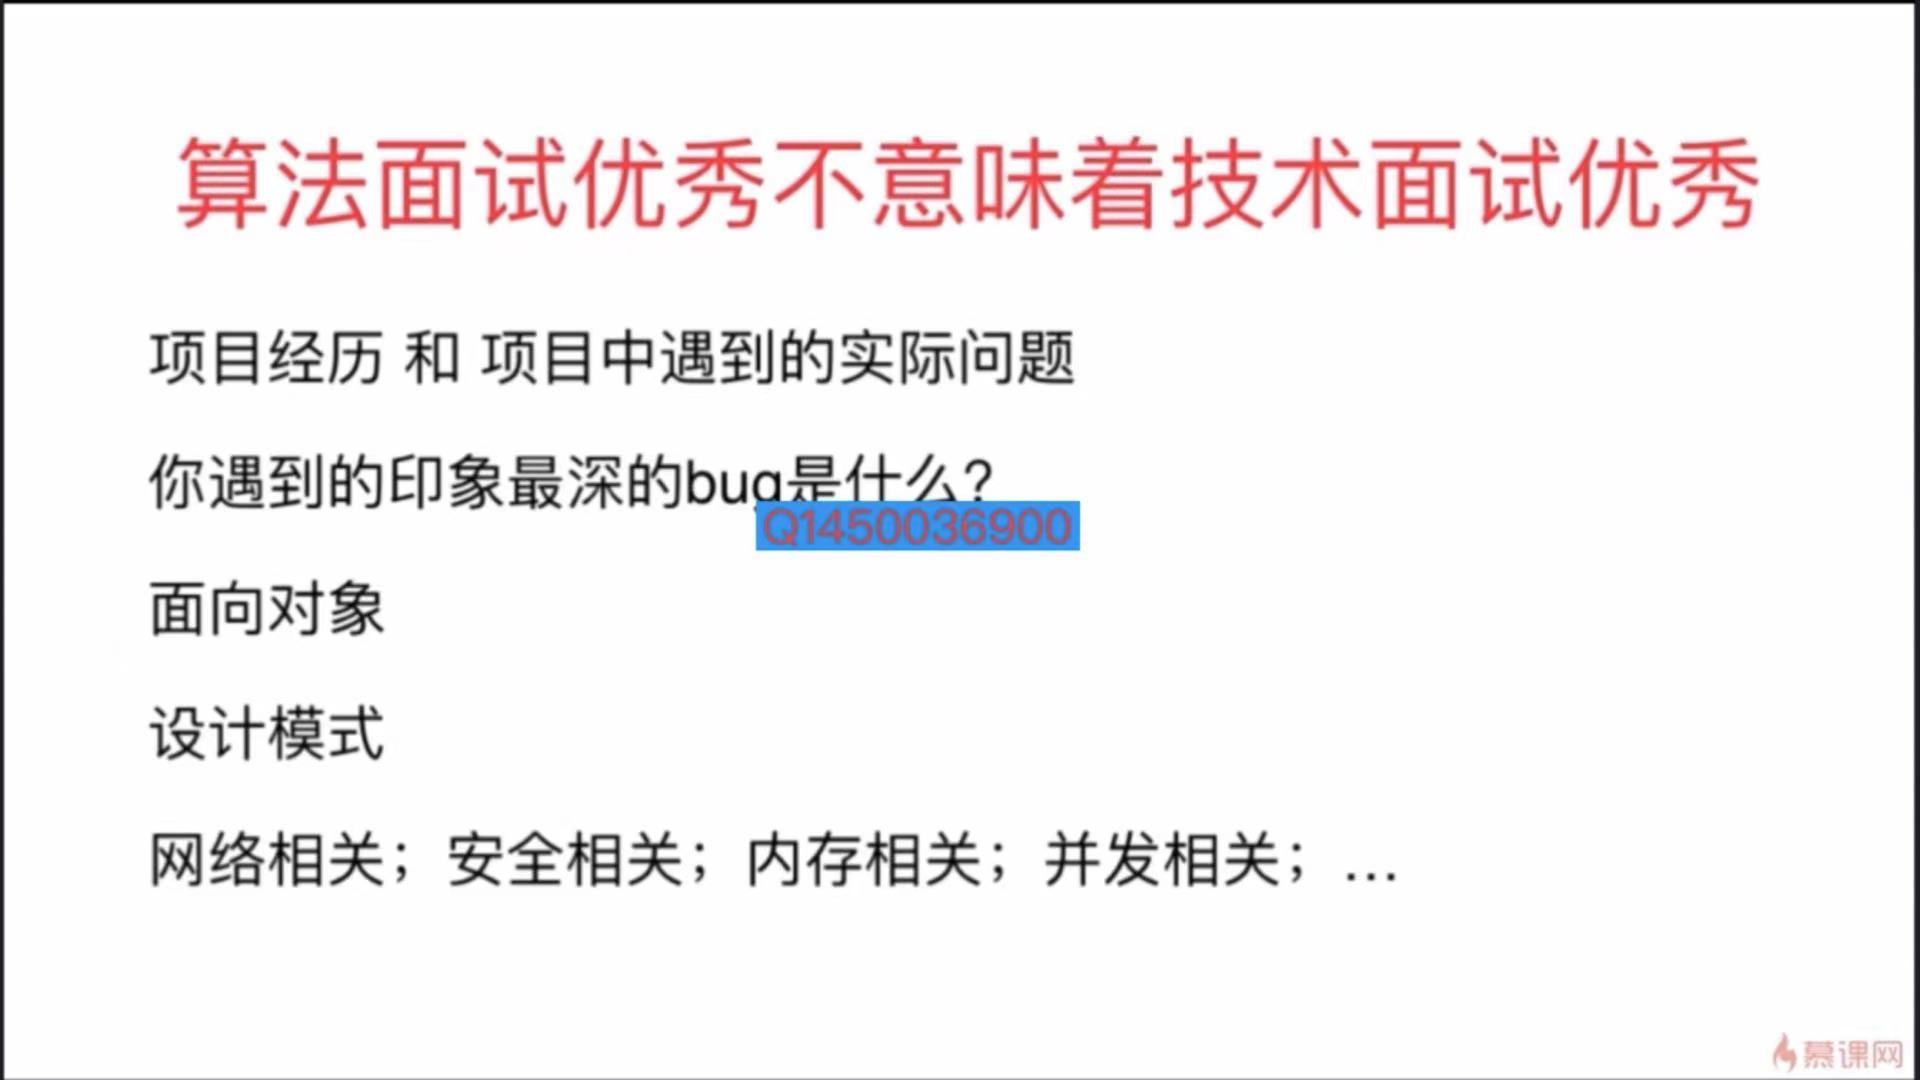 算法面试优秀不意味着技术面试优秀
项目经历 和 项目中遇到的实际问题
你遇到的印象最深的bug是什么？
Q1450036900
面向对象
设计模式
网络相关；安全相关；内存相关；并发相关；...
慕课网